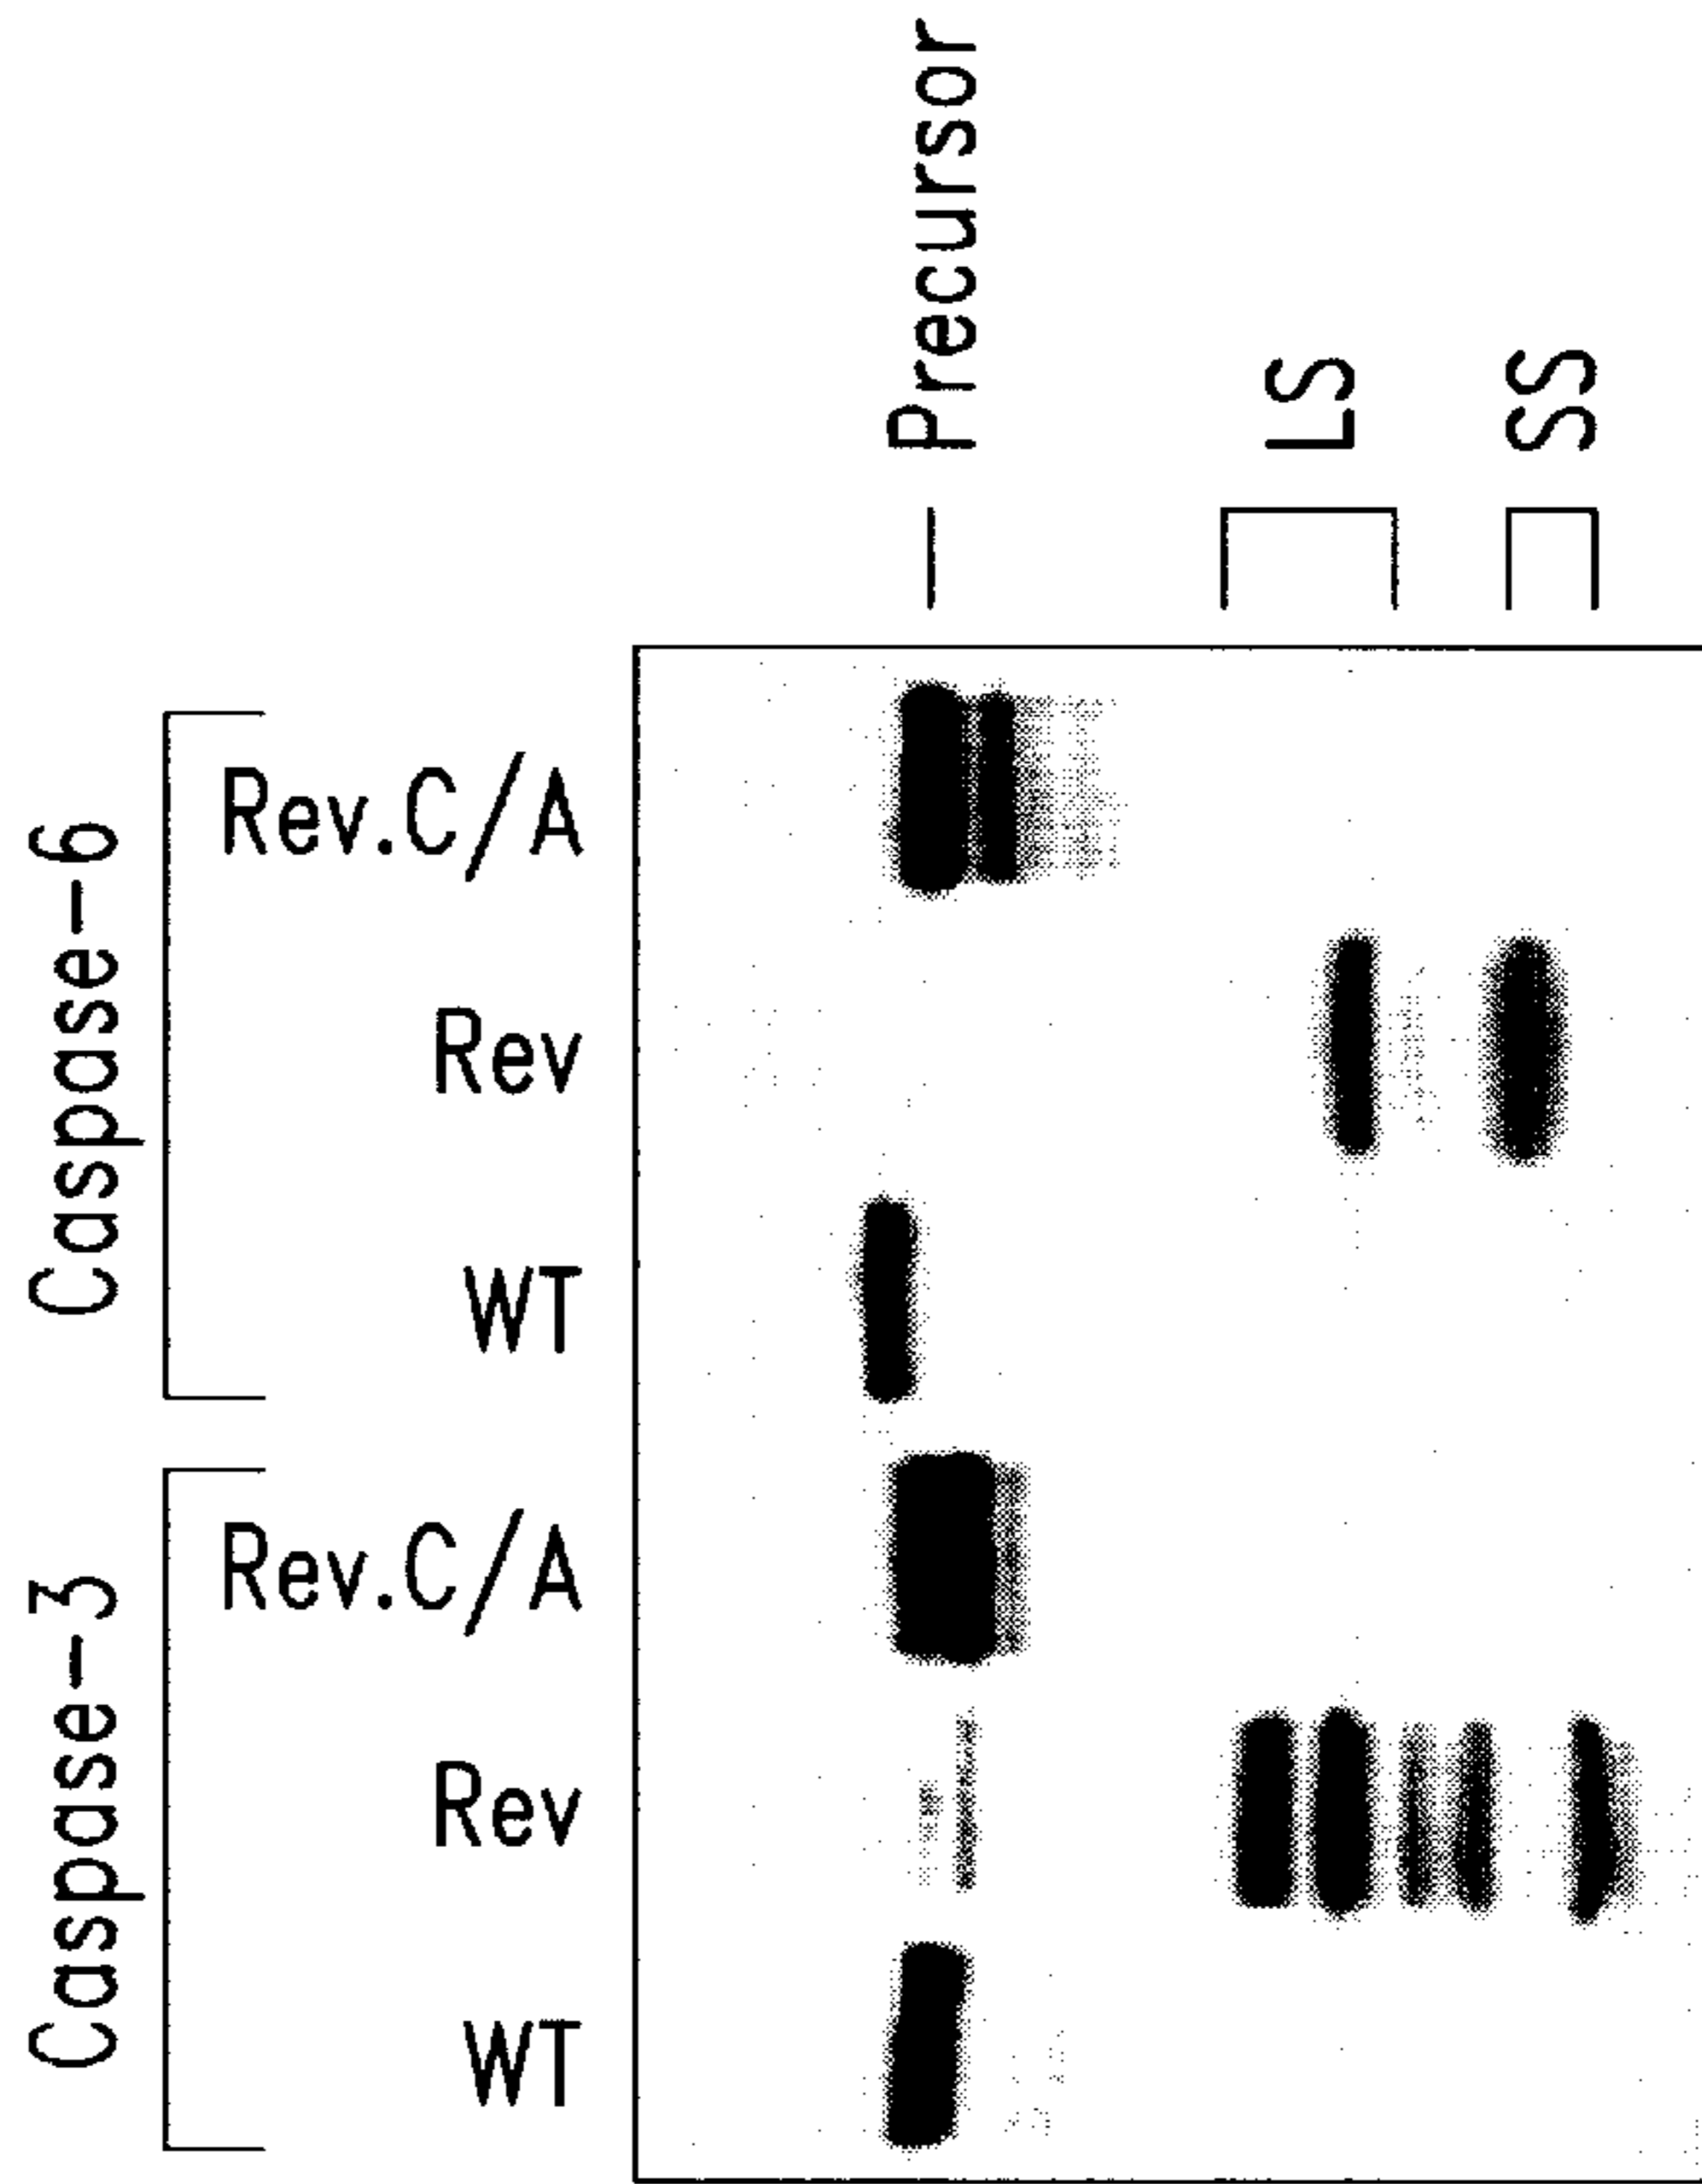 Caspase-3
Caspase-6
WT
Rev
Rev.C/A
WT
Rev
Rev.C/A
Precursor
LS
SS